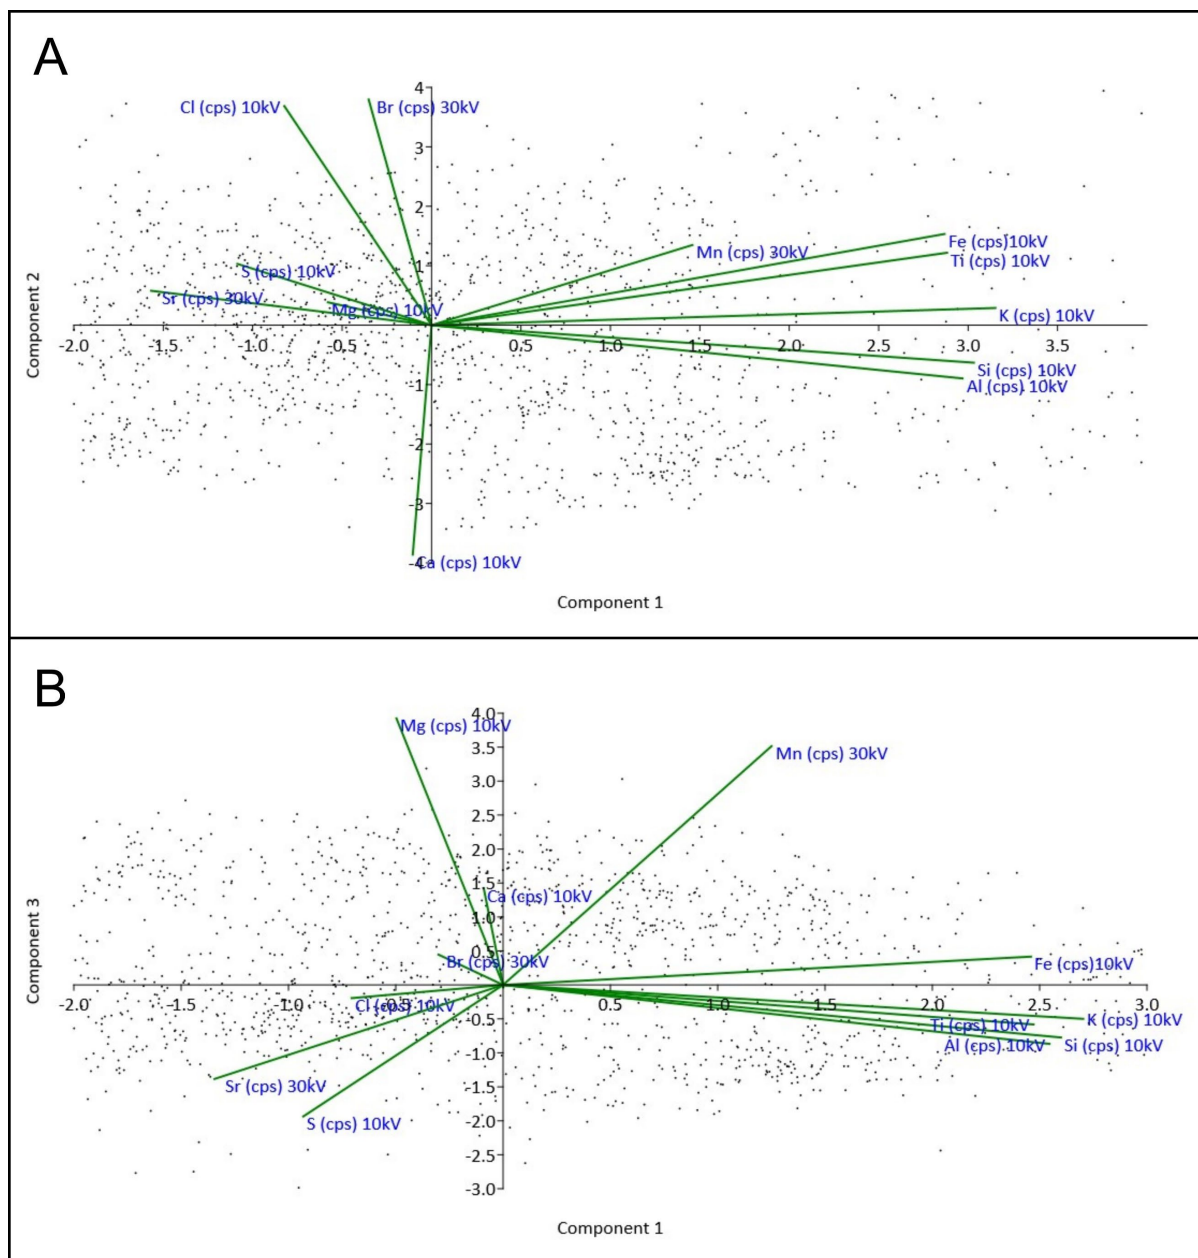 A
4
Cl (cps) 10kV
Br (cps) 30kV
3
2
Mn (cps) 30kV
Fe (cps)10kV
Ti (cps) 10kV
1
S (cps) 10kV
Sr (cps) 30kV
Mg (cps) 10kV
K (cps) 10kV
-2.0 -1.5 -1.0 -0.5 0.5 1.0 1.5 2.0 2.5 3.0 3.5
Si (cps) 10kV
Al (cps) 10kV
-1
-2
-3
-4
Ca (cps) 10kV
Component 2
Component 1
B
4.0
Mg (cps) 10kV
3.5
Mn (cps) 30kV
3.0
2.5
2.0
1.5
Ca (cps) 10kV
1.0
0.5
Br (cps) 30kV
Fe (cps)10kV
-2.0 -1.5 -1.0 -0.5 0.5 1.0 1.5 2.0 2.5 3.0
Cl (cps) 10kV
-0.5
K (cps) 10kV
Ti (cps) 10kV
Al (cps) 10kV
Si (cps) 10kV
-1.0
Sr (cps) 30kV
-1.5
S (cps) 10kV
-2.0
-2.5
-3.0
Component 3
Component 1